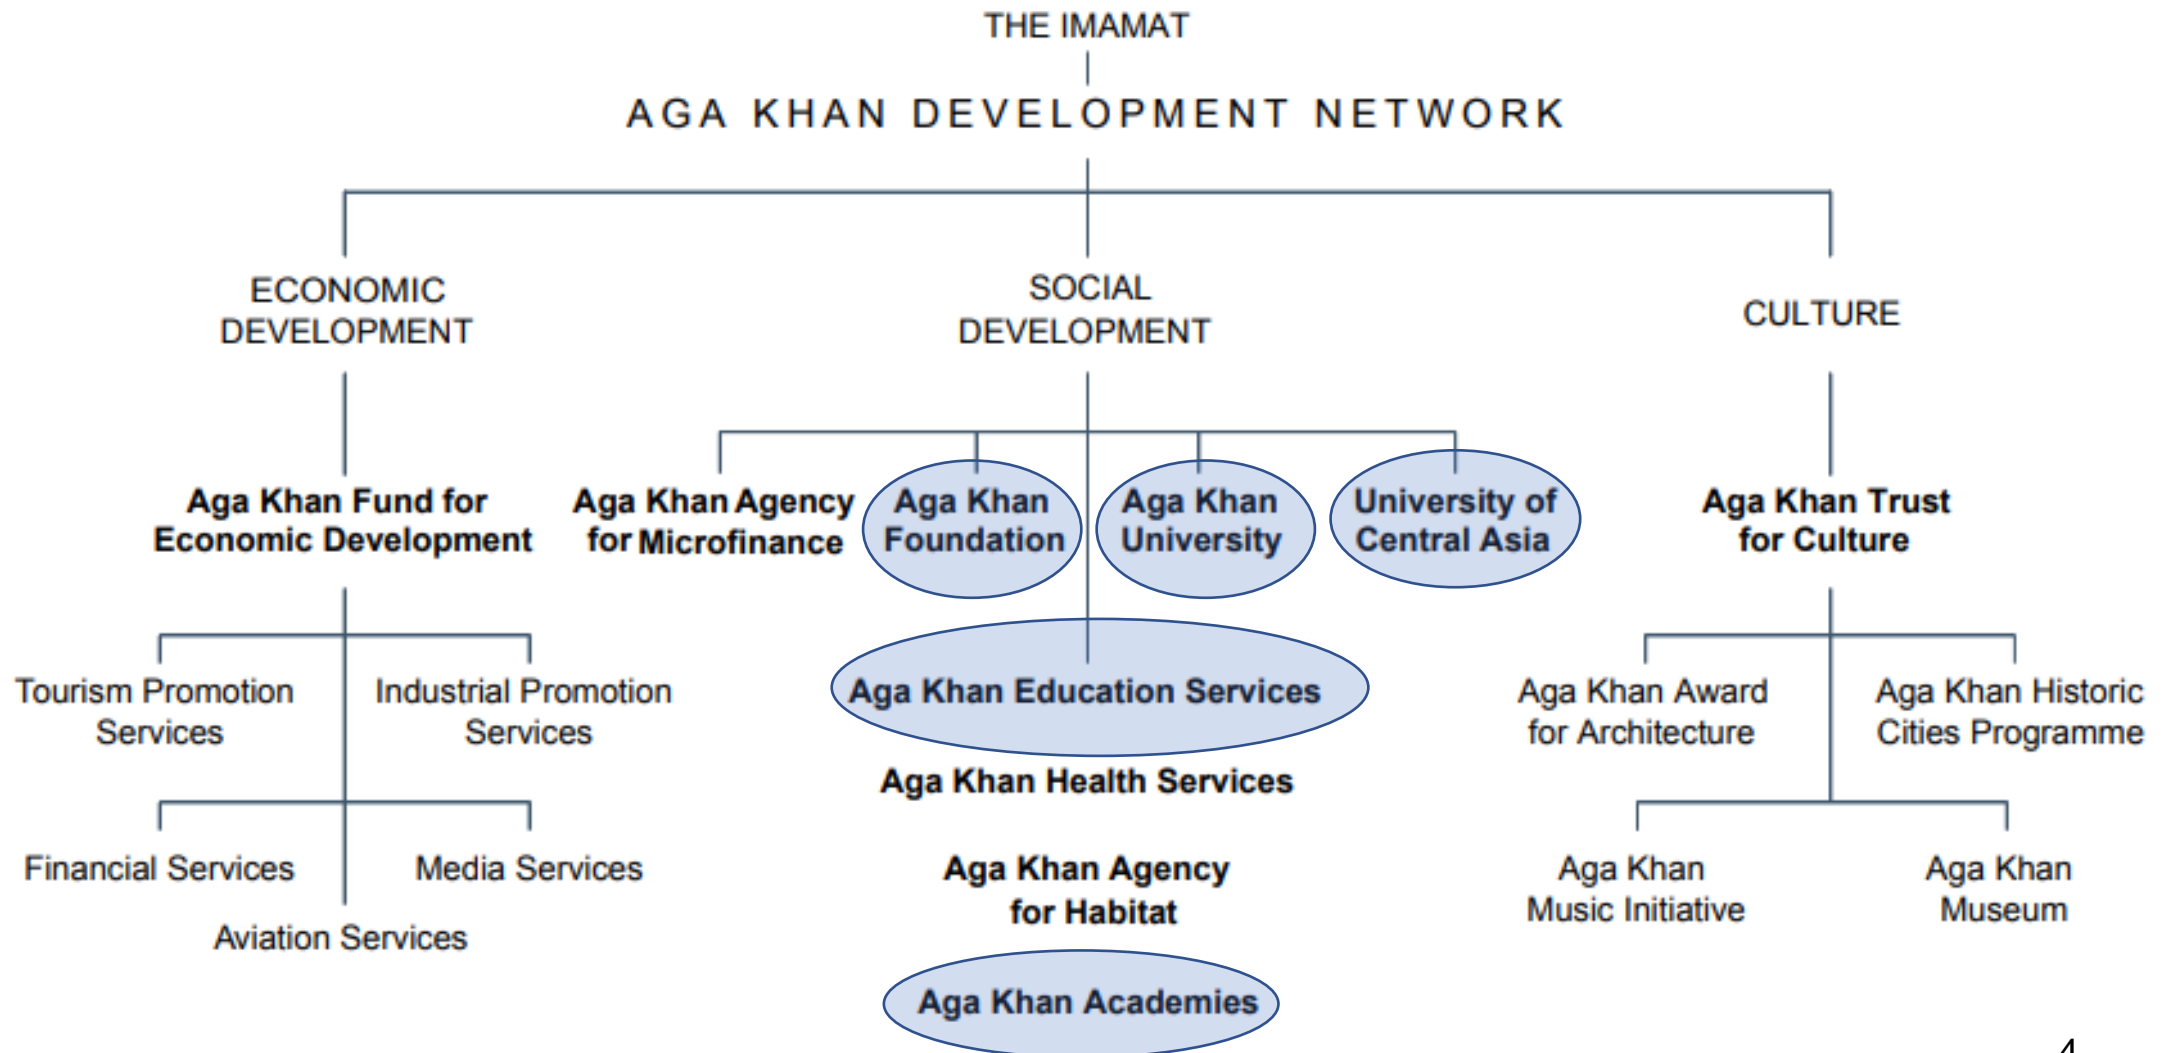 THE IMAMAT
AGA KHAN DEVELOPMENT NETWORK
ECONOMIC
DEVELOPMENT
SOCIAL
DEVELOPMENT
CULTURE
Aga Khan Fund for
Economic Development
Aga Khan Agency
for Microfinance
Aga Khan
Foundation
Aga Khan
University
University of
Central Asia
Aga Khan Trust
for Culture
Tourism Promotion
Services
Industrial Promotion
Services
Aga Khan Education Services
Aga Khan Award
for Architecture
Aga Khan Historic
Cities Programme
Aga Khan Health Services
Financial Services
Media Services
Aga Khan Agency
for Habitat
Aga Khan
Music Initiative
Aga Khan
Museum
Aviation Services
Aga Khan Academies
4